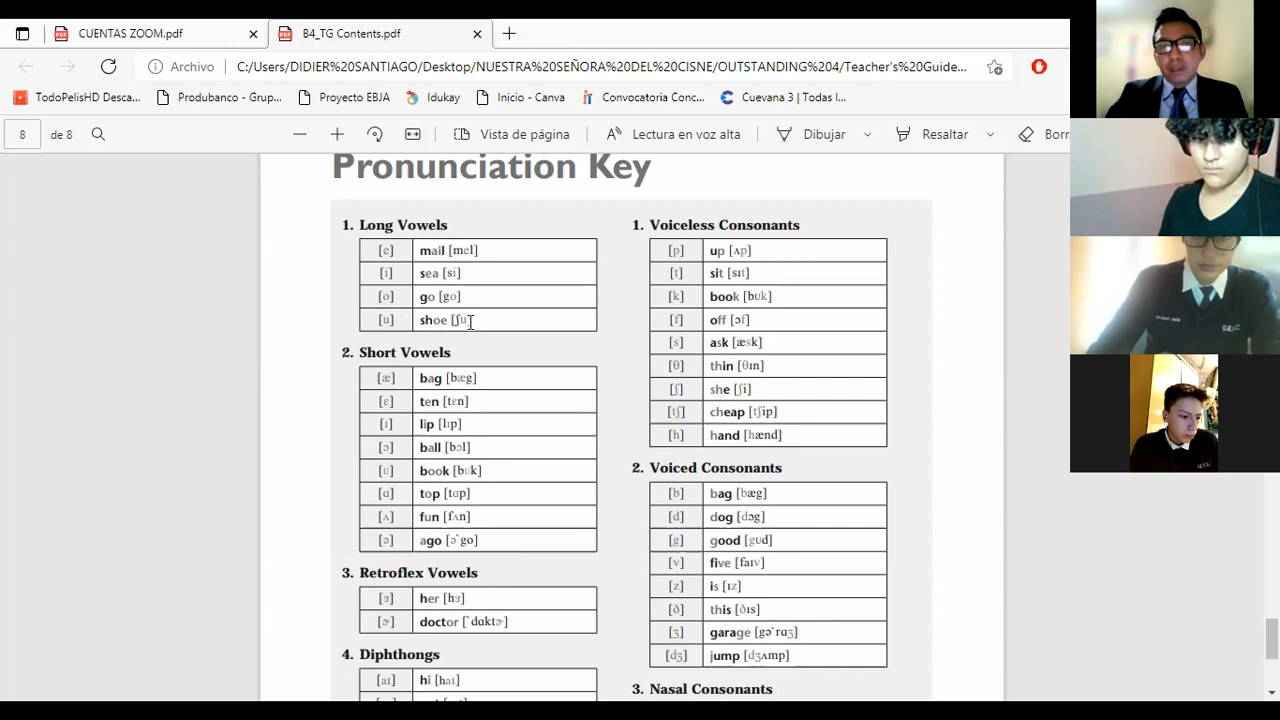 CUENTAS ZOOM.pdf
B4_TG Contents.pdf
Archivo
C:/Users/DIDIER%20SANTIAGO/Desktop/NUESTRA%20SEÑORA%20DEL%20CISNE/OUTSTANDING%204/Teacher's%20Guide...
TodoPelisHD Desca...
Produbanco - Grup...
Proyecto EBJA
Idukay
Inicio - Canva
Convocatoria Conc...
Cuevana 3 | Todas l...
8 de 8
Vista de página
Lectura en voz alta
Dibujar
Resaltar
Borra
Pronunciation Key
1. Long Vowels
[e] mail [mel]
[i] sea [si]
[o] go [go]
[u] shoe [ʃu]
2. Short Vowels
[æ] bag [bæg]
[ɛ] ten [tɛn]
[ɪ] lip [lɪp]
[ɔ] ball [bɔl]
[ʊ] book [bʊk]
[ɑ] top [tɑp]
[ʌ] fun [fʌn]
[ə] ago [ə`go]
3. Retroflex Vowels
[ɝ] her [hɝ]
[ɚ] doctor [`dɑktɚ]
4. Diphthongs
[aɪ] hi [haɪ]
1. Voiceless Consonants
[p] up [ʌp]
[t] sit [sɪt]
[k] book [bʊk]
[f] off [ɔf]
[s] ask [æsk]
[θ] thin [θɪn]
[ʃ] she [ʃi]
[tʃ] cheap [tʃip]
[h] hand [hænd]
2. Voiced Consonants
[b] bag [bæg]
[d] dog [dɔg]
[g] good [gʊd]
[v] five [faɪv]
[z] is [ɪz]
[ð] this [ðɪs]
[ʒ] garage [gə`rɑʒ]
[dʒ] jump [dʒʌmp]
3. Nasal Consonants